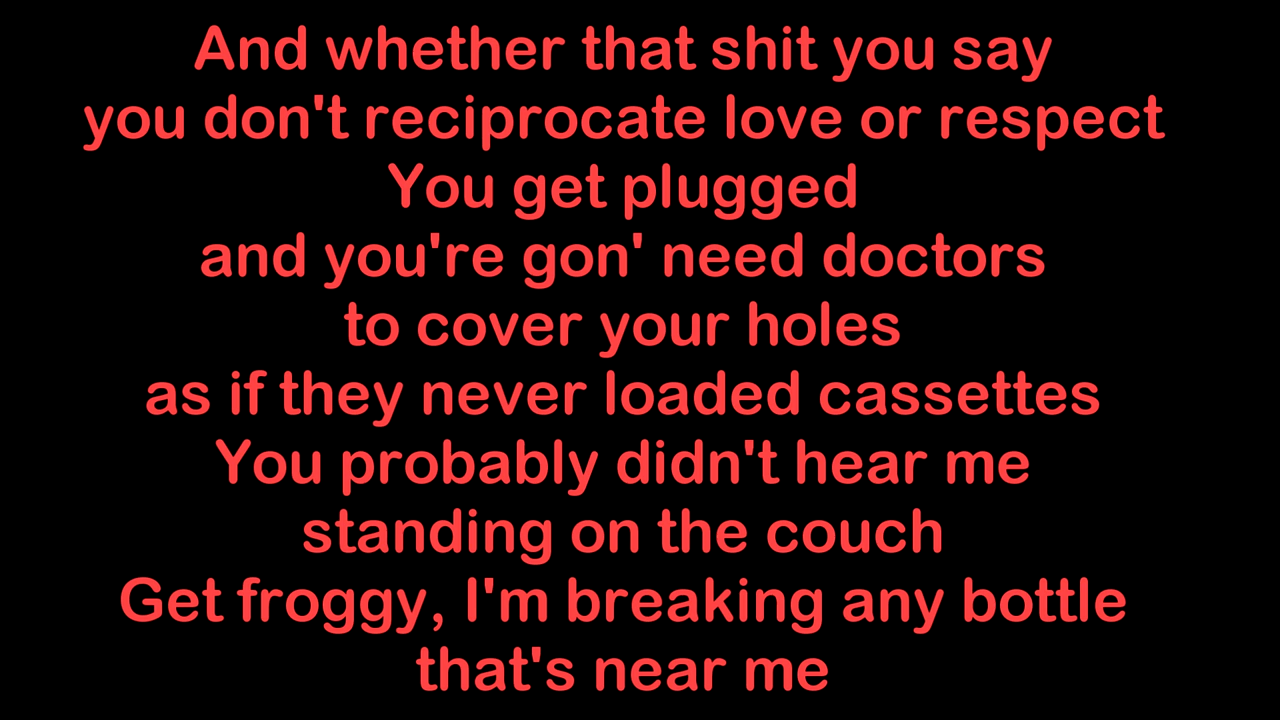 And whether that shit you say
you don't reciprocate love or respect
You get plugged
and you're gon' need doctors
to cover your holes
as if they never loaded cassettes
You probably didn't hear me
standing on the couch
Get froggy, I'm breaking any bottle
that's near me